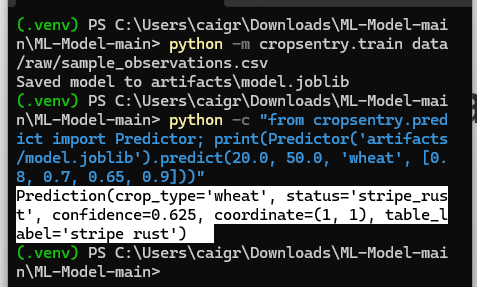 (.venv) PS C:\Users\caigr\Downloads\ML-Model-mai
n\ML-Model-main> python -m cropsentry.train data
/raw/sample_observations.csv
Saved model to artifacts\model.joblib
(.venv) PS C:\Users\caigr\Downloads\ML-Model-mai
n\ML-Model-main> python -c "from cropsentry.pred
ict import Predictor; print(Predictor('artifacts
/model.joblib').predict(20.0, 50.0, 'wheat', [0.
8, 0.7, 0.65, 0.9]))"
Prediction(crop_type='wheat', status='stripe_rus
t', confidence=0.625, coordinate=(1, 1), table_l
abel='stripe rust')
(.venv) PS C:\Users\caigr\Downloads\ML-Model-mai
n\ML-Model-main>